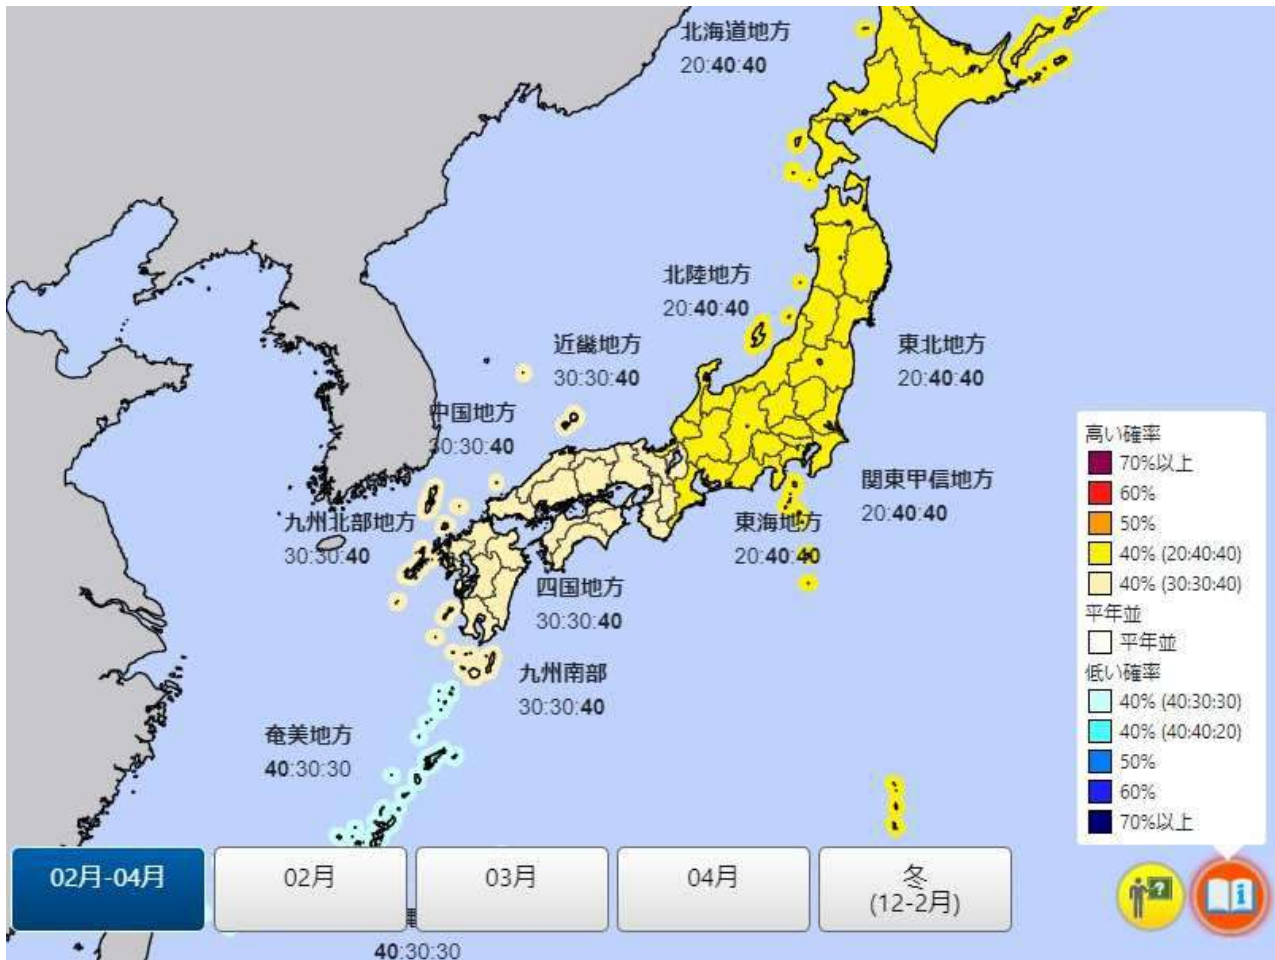 北海道地方
20:40:40
北陸地方
20:40:40
近畿地方
30:30:40
東北地方
20:40:40
中国地方
30:30:40
関東甲信地方
20:40:40
九州北部地方
30:30:40
東海地方
20:40:40
四国地方
30:30:40
九州南部
30:30:40
奄美地方
40:30:30
40:30:30
高い確率
70%以上
60%
50%
40% (20:40:40)
40% (30:30:40)
平年並
平年並
低い確率
40% (40:30:30)
40% (40:40:20)
50%
60%
70%以上
02月-04月
02月
03月
04月
冬
(12-2月)
?
i